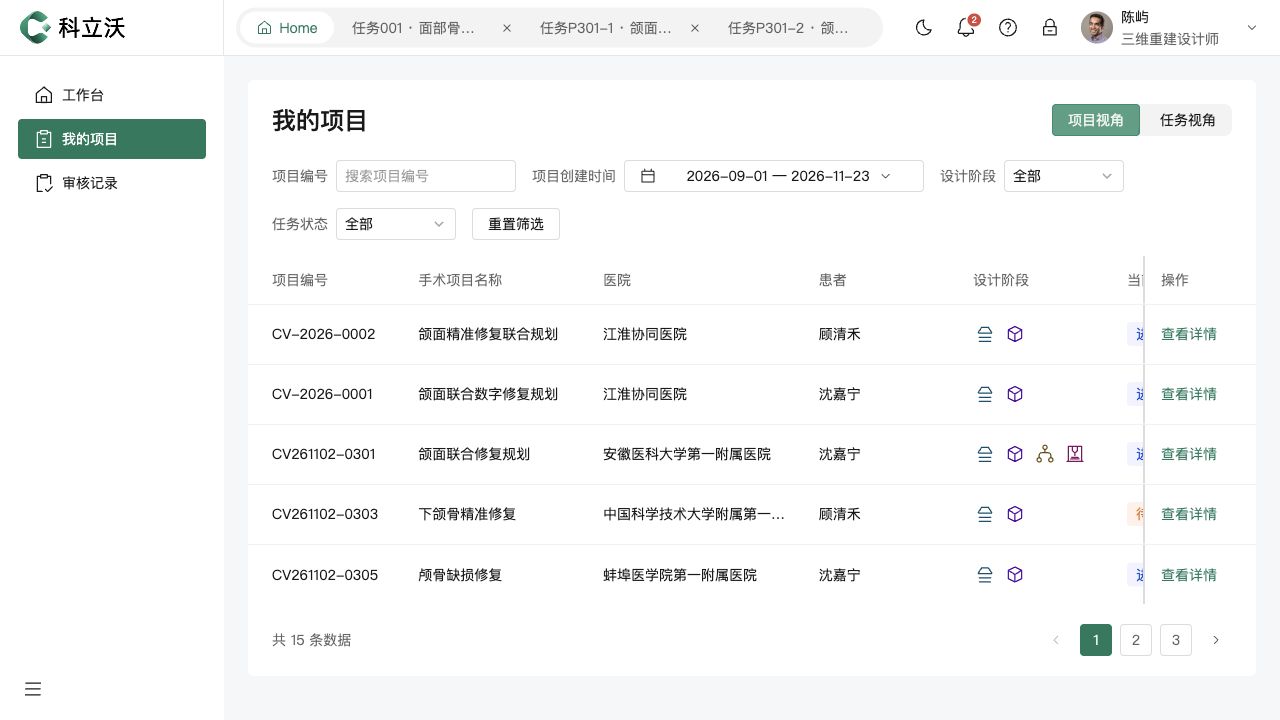 科立沃
Home
任务001 · 面部骨...
任务P301-1 · 颌面...
任务P301-2 · 颌...
2
陈屿
三维重建设计师
工作台
我的项目
审核记录
我的项目
项目视角 任务视角
项目编号 搜索项目编号 项目创建时间 2026-09-01 — 2026-11-23 设计阶段 全部
任务状态 全部 重置筛选
项目编号 手术项目名称 医院 患者 设计阶段 操作
CV-2026-0002 颌面精准修复联合规划 江淮协同医院 顾清禾 查看详情
CV-2026-0001 颌面联合数字修复规划 江淮协同医院 沈嘉宁 查看详情
CV261102-0301 颌面联合修复规划 安徽医科大学第一附属医院 沈嘉宁 查看详情
CV261102-0303 下颌骨精准修复 中国科学技术大学附属第一... 顾清禾 查看详情
CV261102-0305 颅骨缺损修复 蚌埠医学院第一附属医院 沈嘉宁 查看详情
共 15 条数据
1 2 3